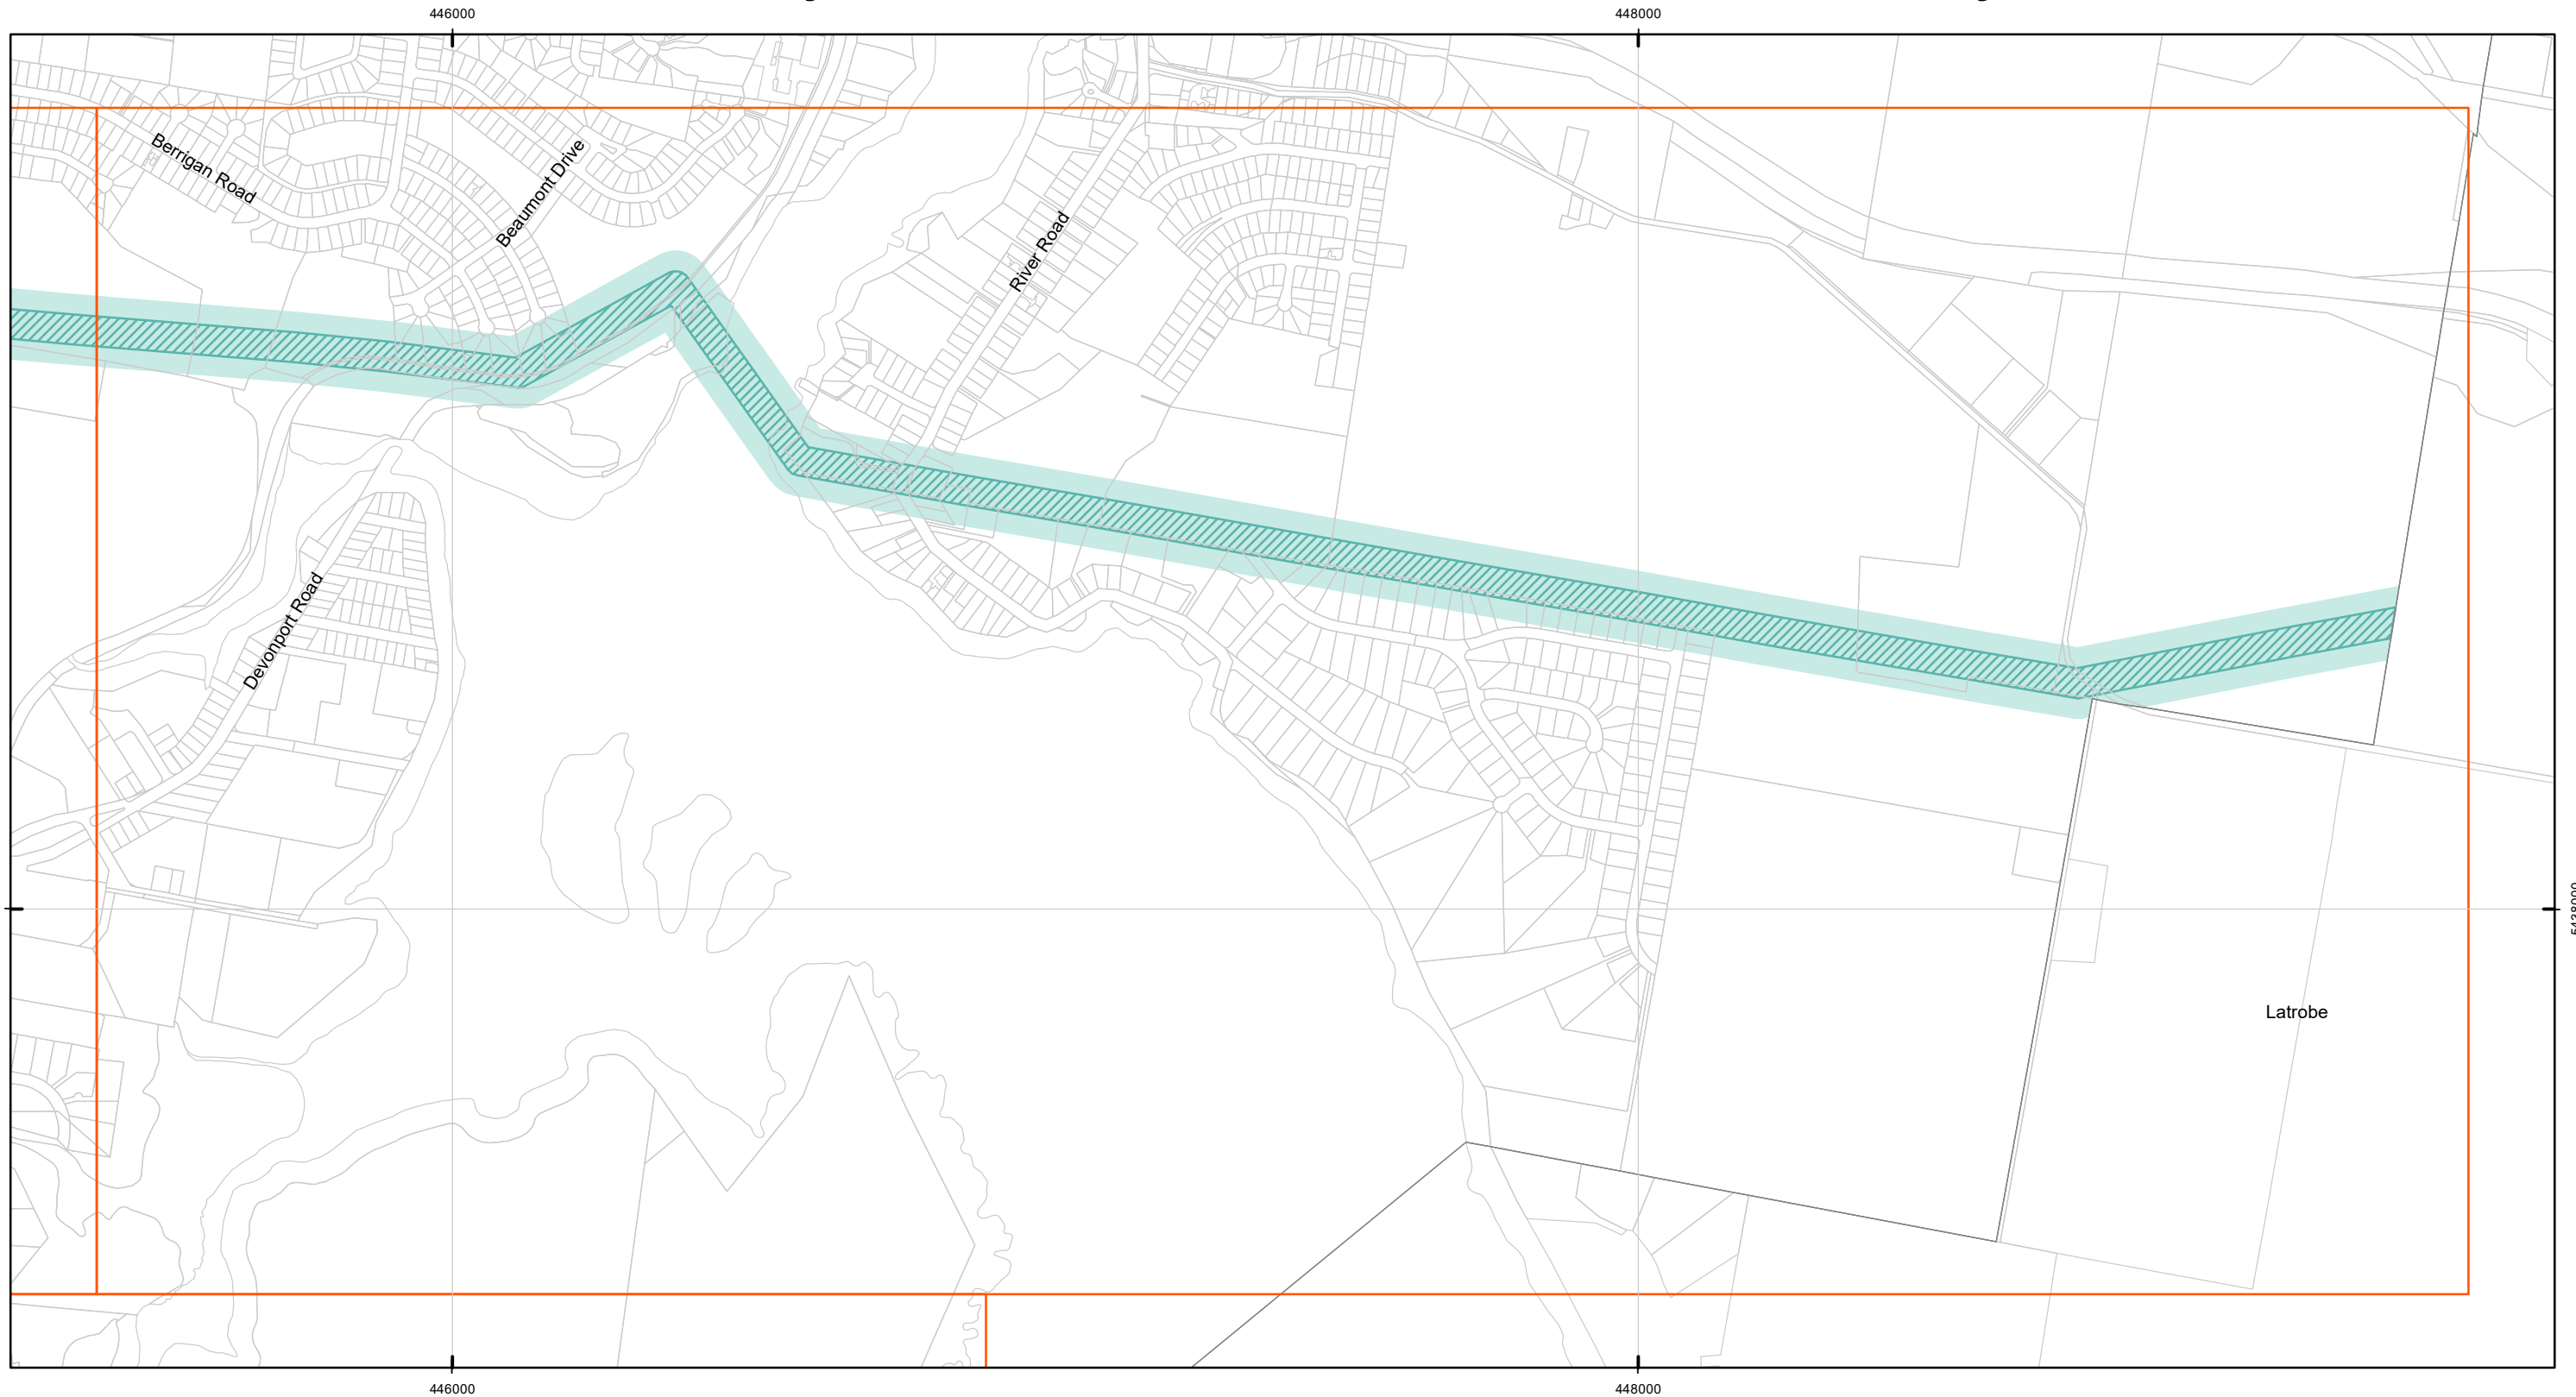 446000
448000
Berrigan Road
Beaumont Drive
River Road
Devonport Road
Latrobe
446000
448000